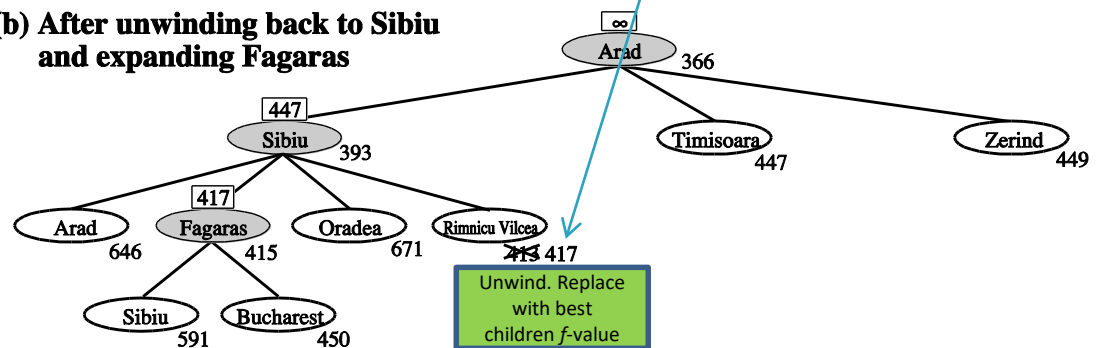 (b) After unwinding back to Sibiu
and expanding Fagaras
∞
Arad
366
447
Sibiu
393
Timisoara
447
Zerind
449
Arad
646
417
Fagaras
415
Oradea
671
Rimnicu Vilcea
413 417
Sibiu
591
Bucharest
450
Unwind. Replace
with best
children f-value